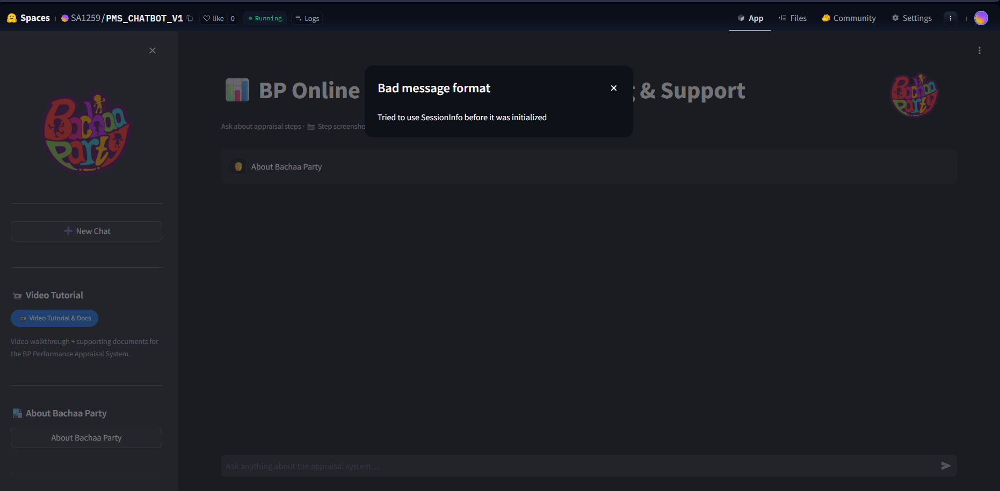 Spaces
SA1259/PMS_CHATBOT_V1
like 0
Running
Logs
App
Files
Community
Settings
Bachaa
Party
New Chat
Video Tutorial
Video Tutorial & Docs
Video walkthrough + supporting documents for
the BP Performance Appraisal System.
About Bachaa Party
About Bachaa Party
BP Online
& Support
Bachaa
Party
Bad message format
Tried to use SessionInfo before it was initialized
Ask about appraisal steps · Step
About Bachaa Party
Ask anything about the appraisal system...